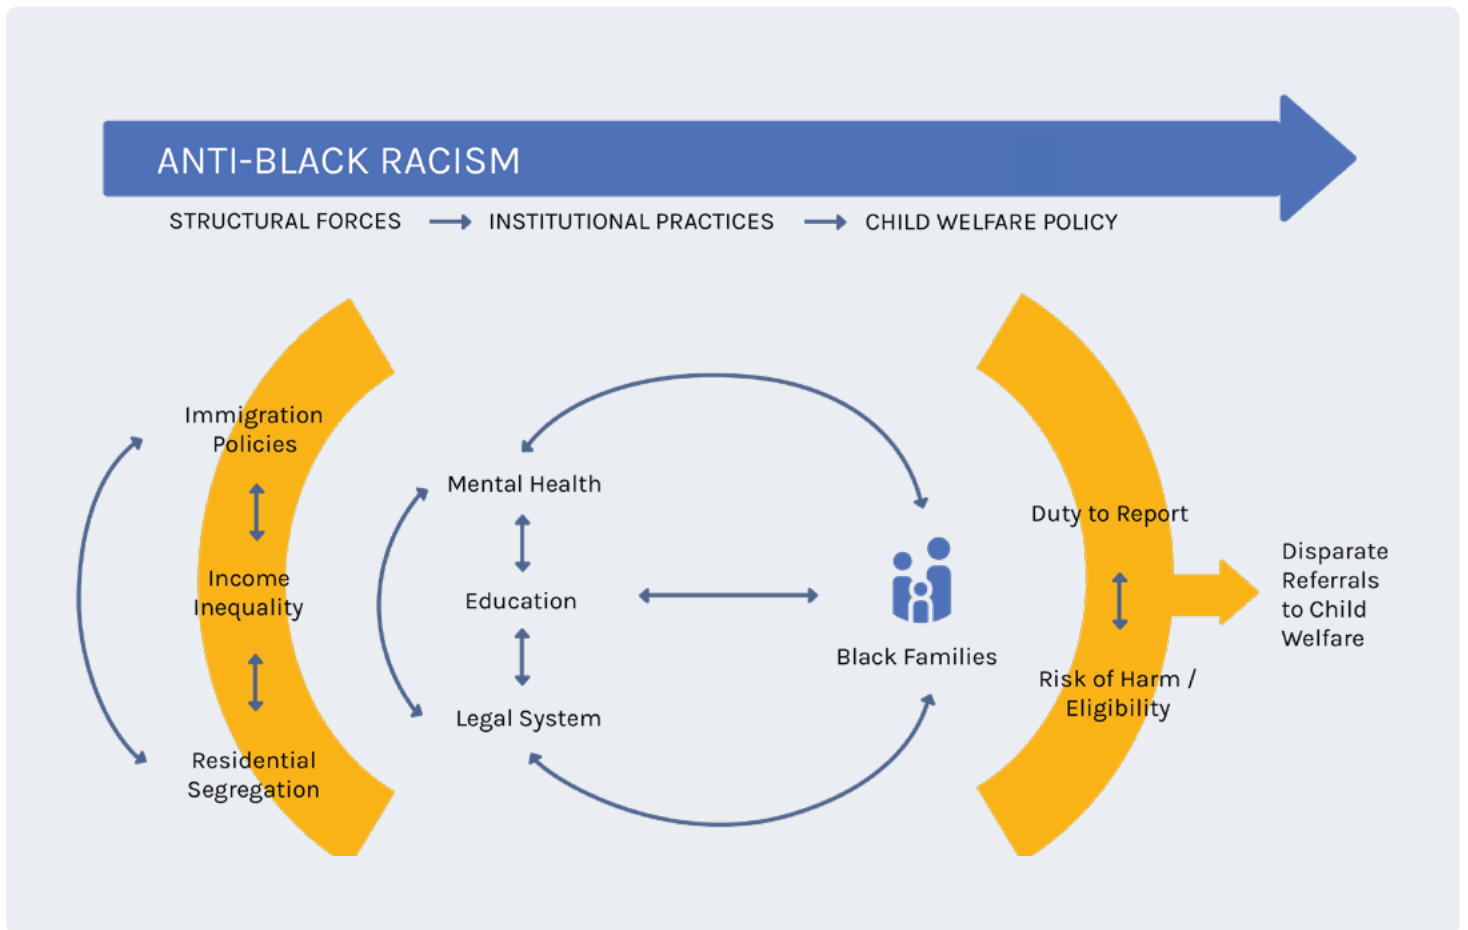 ANTI-BLACK RACISM
STRUCTURAL FORCES
INSTITUTIONAL PRACTICES
CHILD WELFARE POLICY
Immigration
Policies
Income
Inequality
Residential
Segregation
Mental Health
Education
Legal System
Black Families
Duty to Report
Risk of Harm /
Eligibility
Disparate
Referrals
to Child
Welfare